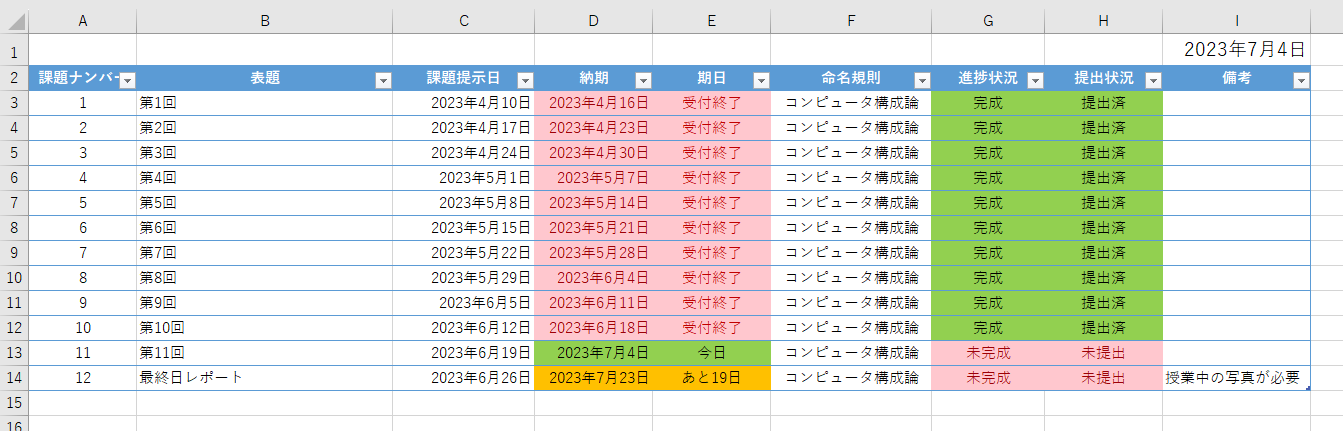 A B C D E F G H I
1 2023年7月4日
2 課題ナンバー 表題 課題提示日 納期 期日 命名規則 進捗状況 提出状況 備考
3 1 第1回 2023年4月10日 2023年4月16日 受付終了 コンピュータ構成論 完成 提出済
4 2 第2回 2023年4月17日 2023年4月23日 受付終了 コンピュータ構成論 完成 提出済
5 3 第3回 2023年4月24日 2023年4月30日 受付終了 コンピュータ構成論 完成 提出済
6 4 第4回 2023年5月1日 2023年5月7日 受付終了 コンピュータ構成論 完成 提出済
7 5 第5回 2023年5月8日 2023年5月14日 受付終了 コンピュータ構成論 完成 提出済
8 6 第6回 2023年5月15日 2023年5月21日 受付終了 コンピュータ構成論 完成 提出済
9 7 第7回 2023年5月22日 2023年5月28日 受付終了 コンピュータ構成論 完成 提出済
10 8 第8回 2023年5月29日 2023年6月4日 受付終了 コンピュータ構成論 完成 提出済
11 9 第9回 2023年6月5日 2023年6月11日 受付終了 コンピュータ構成論 完成 提出済
12 10 第10回 2023年6月12日 2023年6月18日 受付終了 コンピュータ構成論 完成 提出済
13 11 第11回 2023年6月19日 2023年7月4日 今日 コンピュータ構成論 未完成 未提出
14 12 最終日レポート 2023年6月26日 2023年7月23日 あと19日 コンピュータ構成論 未完成 未提出 授業中の写真が必要
15
16